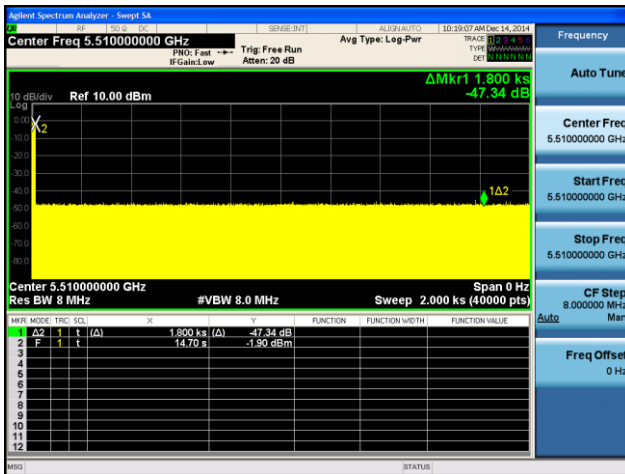 Agilent Spectrum Analyzer - Swept SA
RF 50 Ω DC SENSE:INT ALIGN AUTO 10:19:07 AM Dec 14, 2014
Center Freq 5.510000000 GHz
PNO: Fast
IFGain:Low
Trig: Free Run
Atten: 20 dB
Avg Type: Log-Pwr
TRACE 1 2 3 4 5 6
TYPE
DET N N N N N N
Frequency
ΔMkr1 1.800 ks
-47.34 dB
10 dB/div Ref 10.00 dBm
Log
0.00
-10.0
-20.0
-30.0
-40.0
-50.0
-60.0
-70.0
-80.0
2
1Δ2
Center 5.510000000 GHz Span 0 Hz
Res BW 8 MHz #VBW 8.0 MHz Sweep 2.000 ks (40000 pts)
MKR MODE TRC SCL X Y FUNCTION FUNCTION WIDTH FUNCTION VALUE
1 Δ2 1 t (Δ) 1.800 ks (Δ) -47.34 dB
2 F 1 t 14.70 s -1.90 dBm
3
4
5
6
7
8
9
10
11
12
Auto Tune
Center Freq
5.510000000 GHz
Start Freq
5.510000000 GHz
Stop Freq
5.510000000 GHz
CF Step
8.000000 MHz
Auto Man
Freq Offset
0 Hz
MSG STATUS